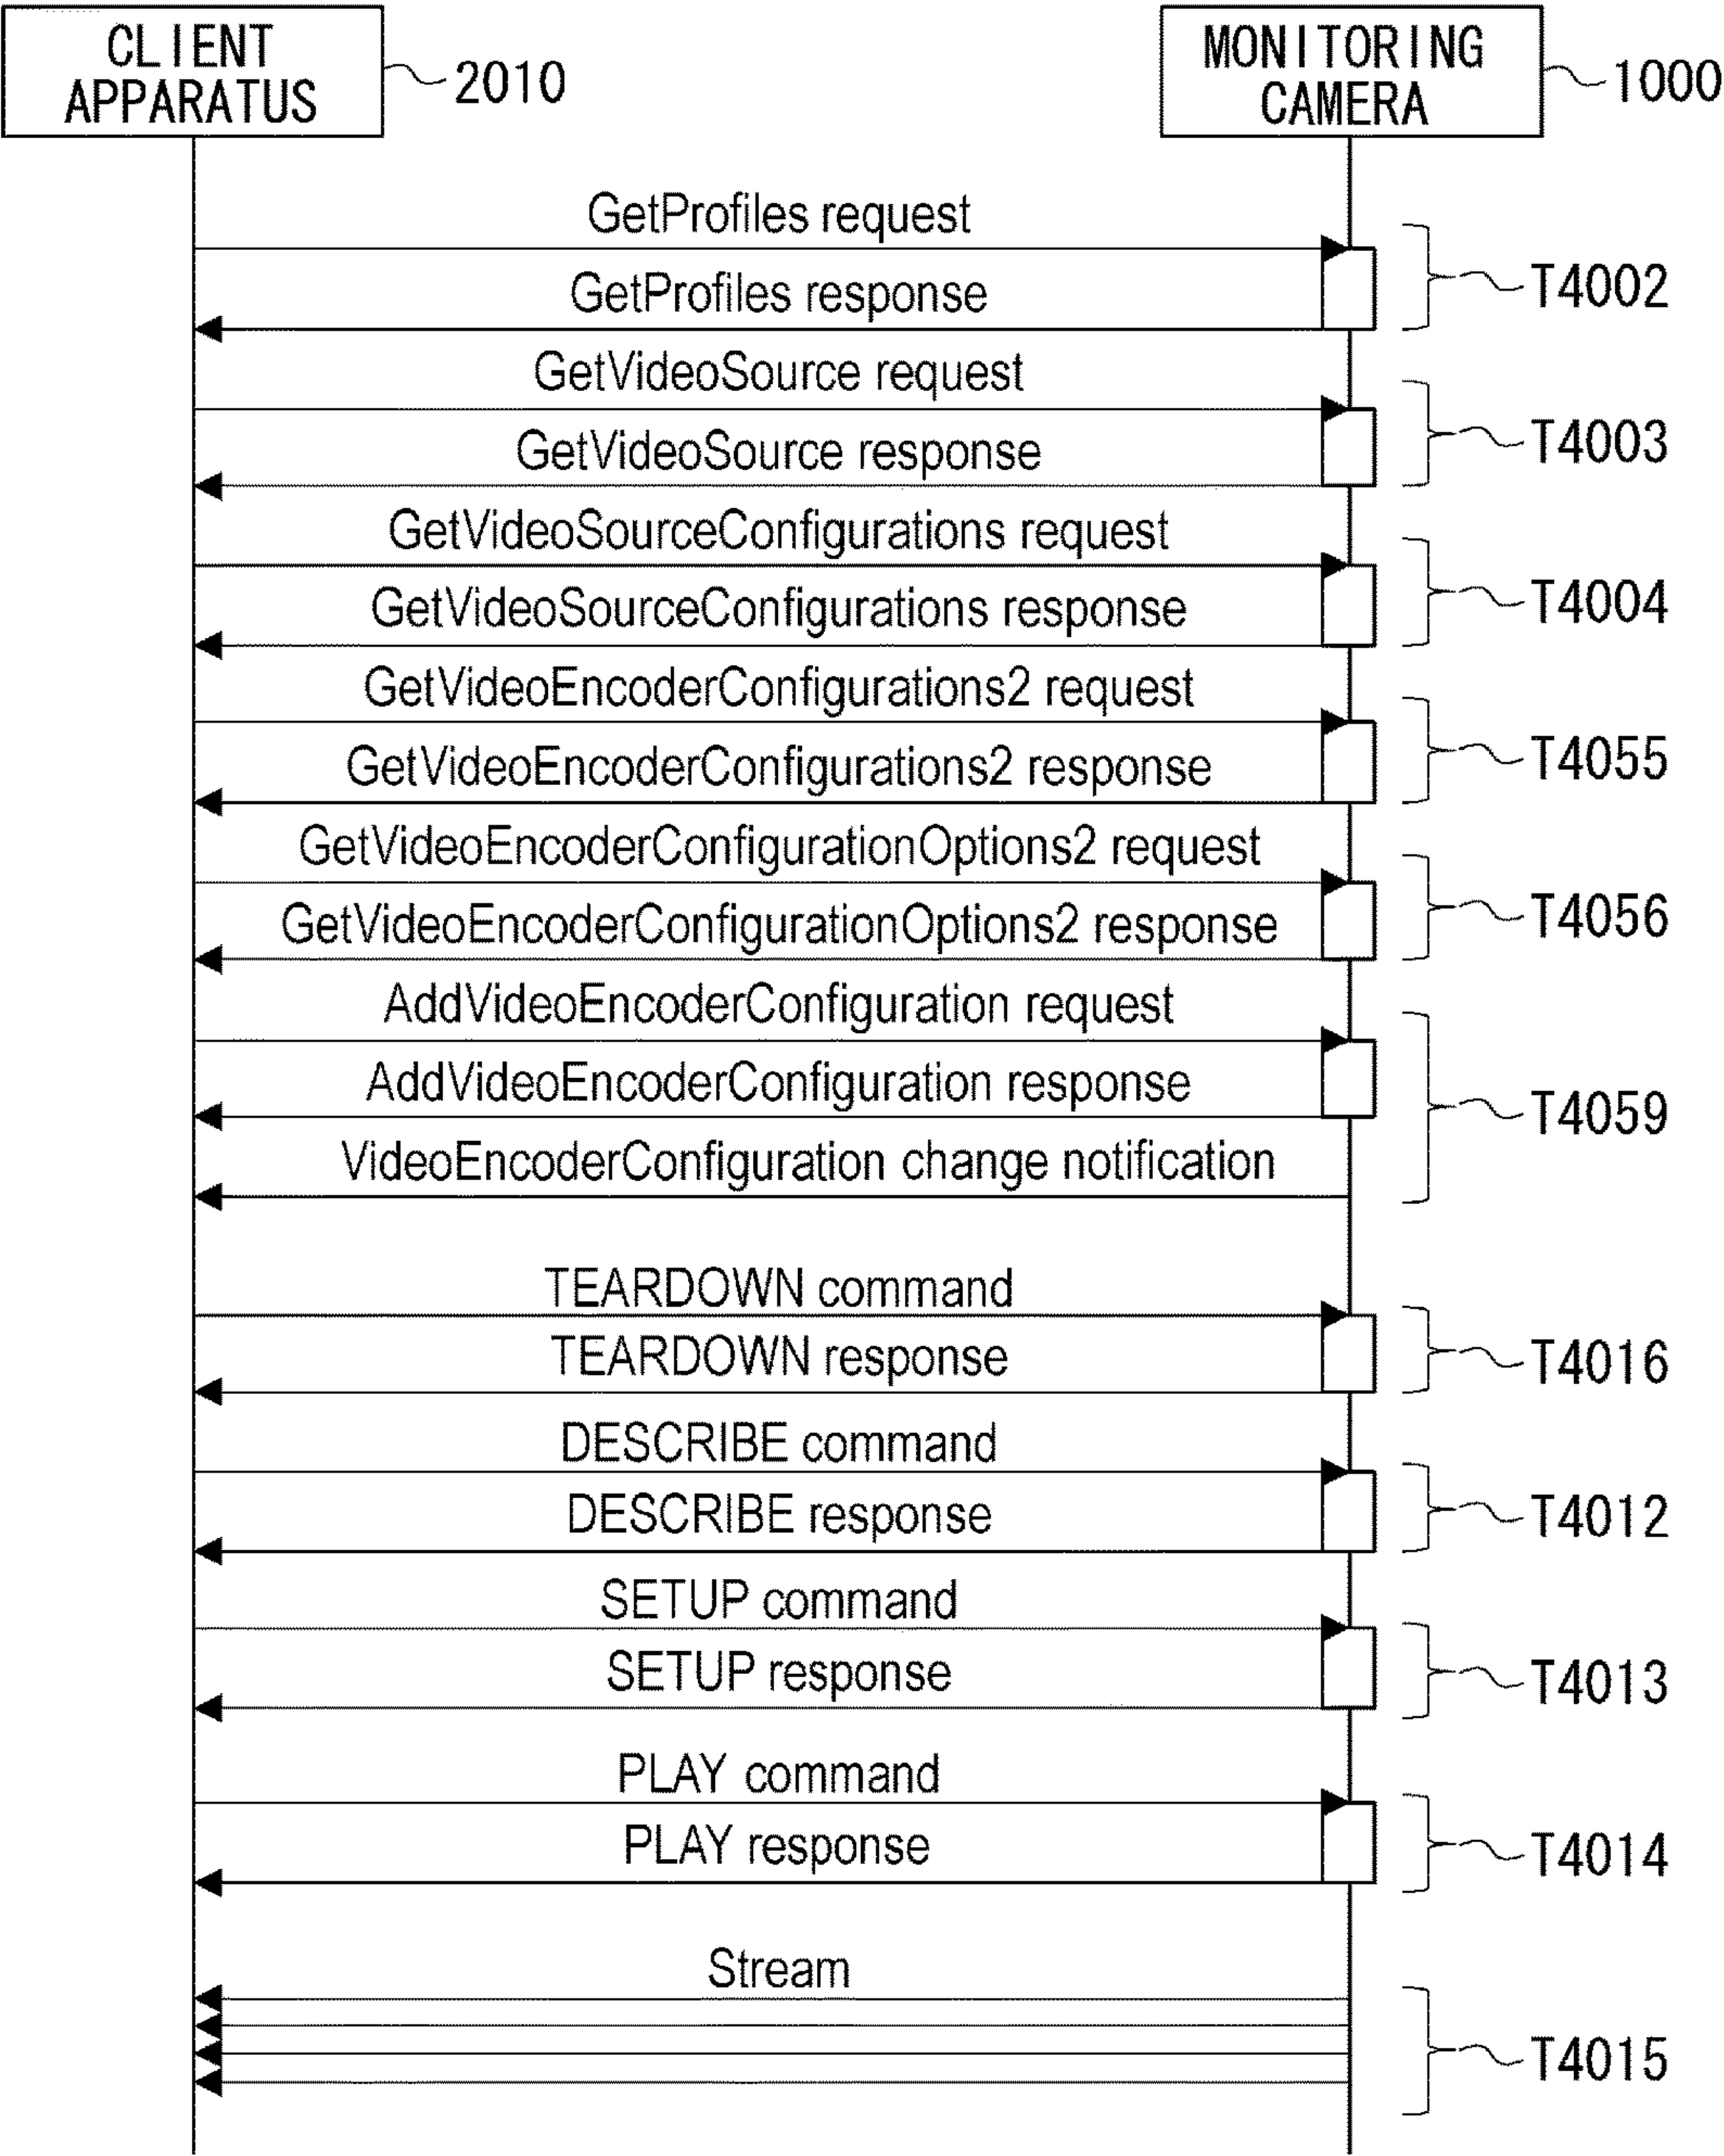 CLIENT
APPARATUS
2010
MONITORING
CAMERA
1000
GetProfiles request
GetProfiles response
T4002
GetVideoSource request
GetVideoSource response
T4003
GetVideoSourceConfigurations request
GetVideoSourceConfigurations response
T4004
GetVideoEncoderConfigurations2 request
GetVideoEncoderConfigurations2 response
T4055
GetVideoEncoderConfigurationOptions2 request
GetVideoEncoderConfigurationOptions2 response
T4056
AddVideoEncoderConfiguration request
AddVideoEncoderConfiguration response
T4059
VideoEncoderConfiguration change notification
TEARDOWN command
TEARDOWN response
T4016
DESCRIBE command
DESCRIBE response
T4012
SETUP command
SETUP response
T4013
PLAY command
PLAY response
T4014
Stream
T4015